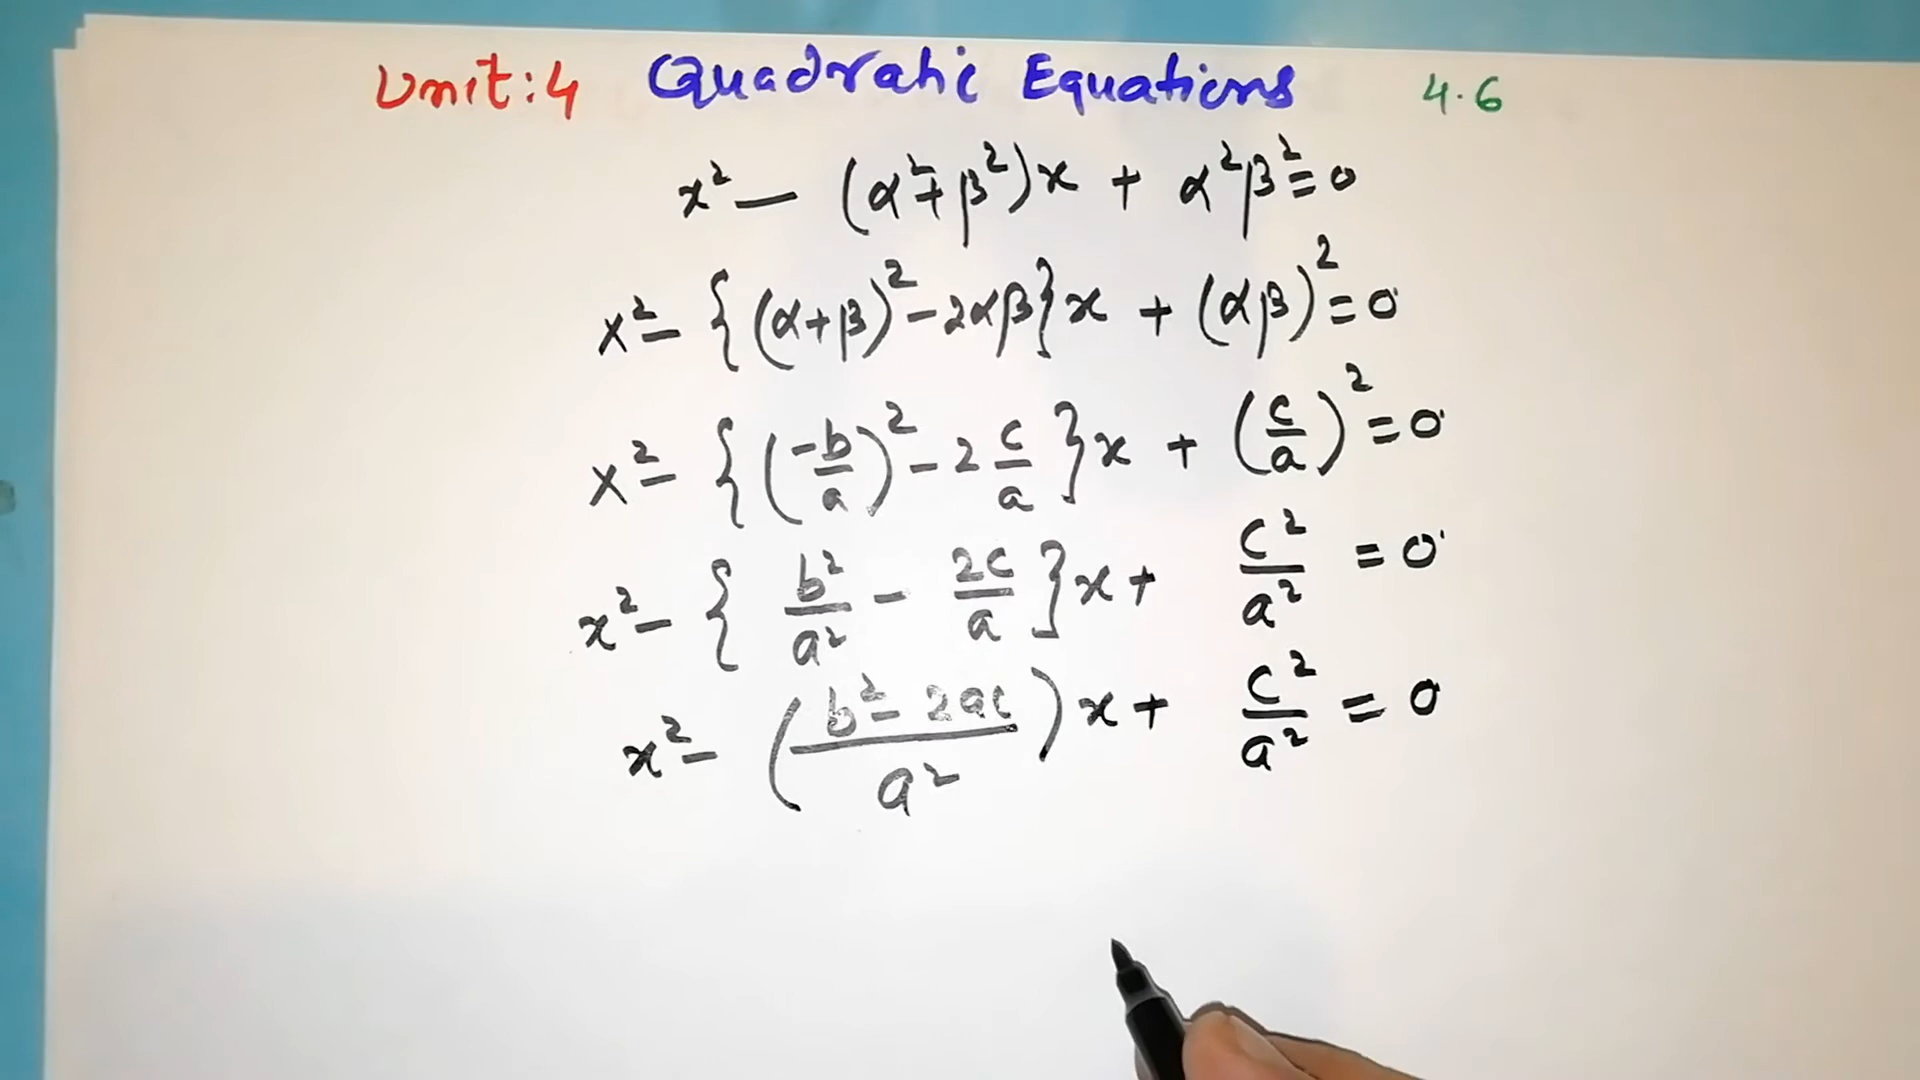 Unit:4 Quadratic Equations 4.6
x² − (α²+β²)x + α²β² = 0
x² − {(α+β)² − 2αβ}x + (αβ)² = 0
x² − {(-b/a)² − 2 c/a}x + (c/a)² = 0
x² − {b²/a² − 2c/a}x + c²/a² = 0
x² − (b² − 2ac/a²)x + c²/a² = 0